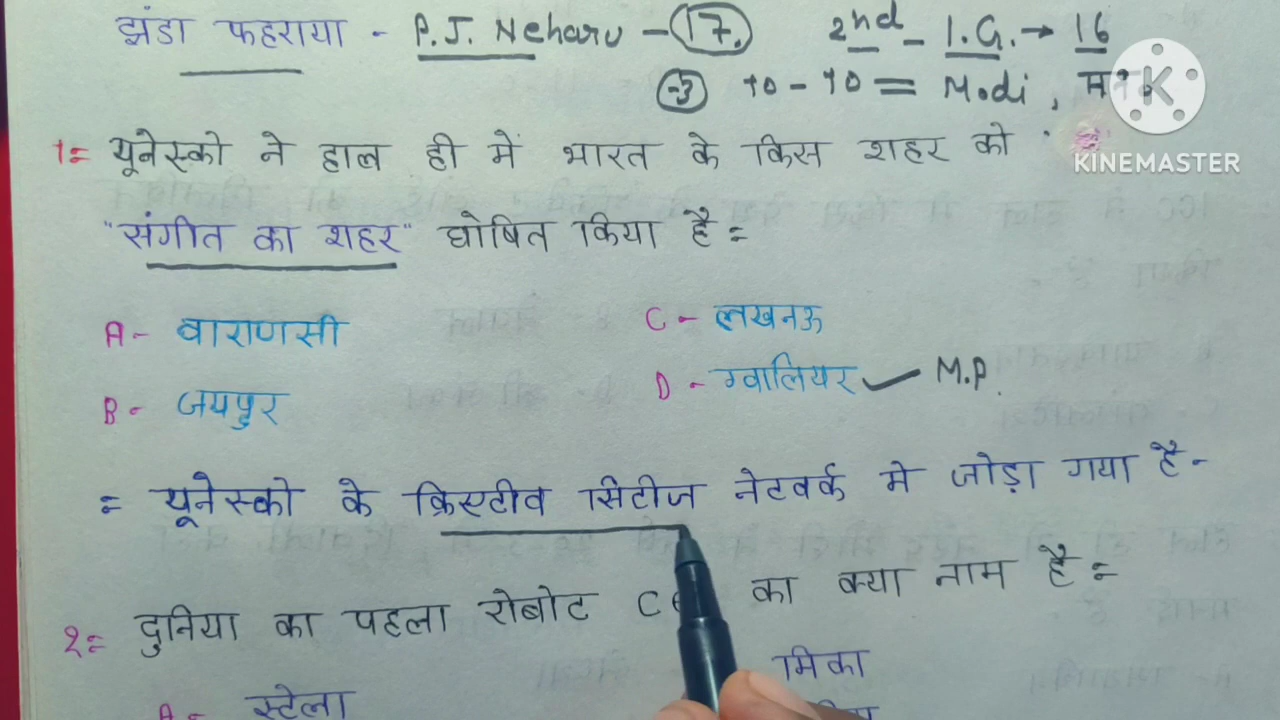 झंडा फहराया - P.J. Neharu - 17. 2nd - I.G. → 16
-3 10 - 10 = Modi,
KINEMASTER
1= यूनेस्को ने हाल ही में भारत के किस शहर को
"संगीत का शहर" घोषित किया है =
A- वाराणसी C- लखनऊ
B- जयपुर D- ग्वालियर M.P.
= यूनेस्को के क्रिएटीव सिटीज नेटवर्क मे जोड़ा गया है-
2= दुनिया का पहला रोबोट का क्या नाम है =
A- स्टेला मिका